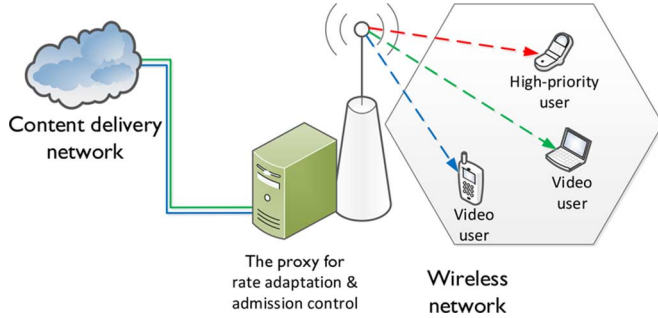 Content delivery
network
High-priority
user
Video
user
Video
user
The proxy for
rate adaptation &
admission control
Wireless
network